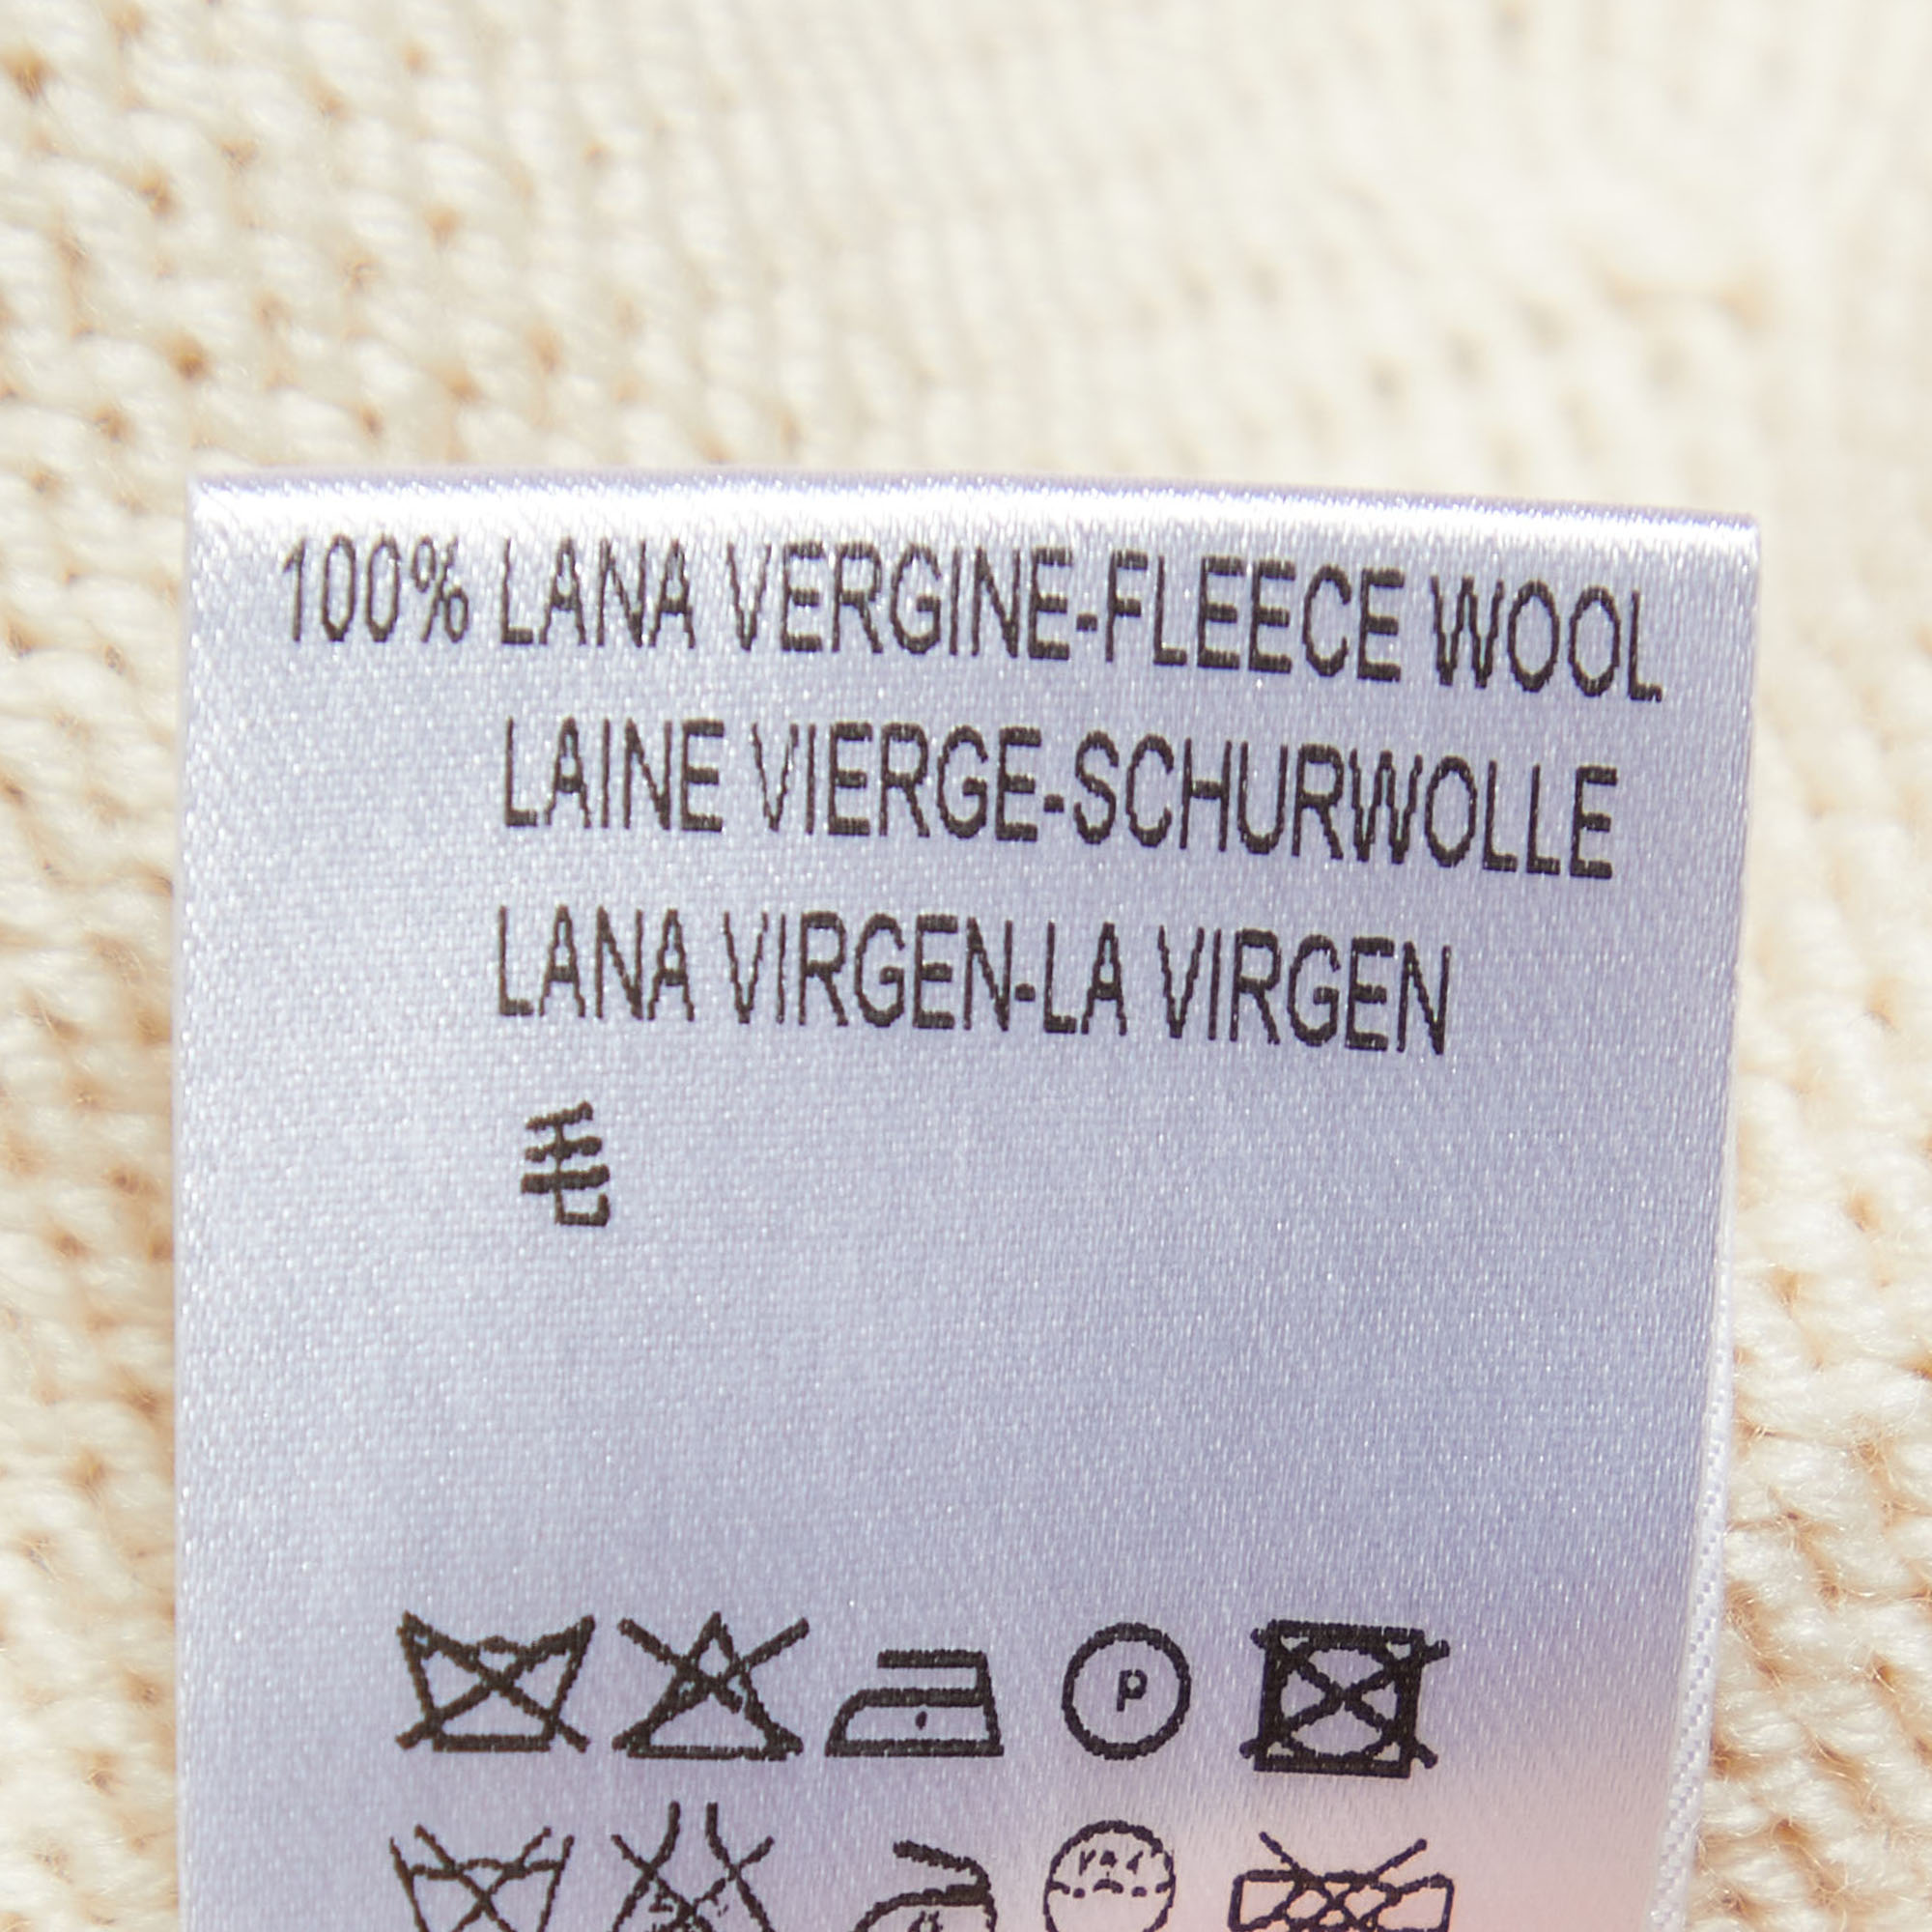 100% LANA VERGINE-FLEECE WOOL
LAINE VIERGE-SCHURWOLLE
LANA VIRGEN-LA VIRGEN
毛
P